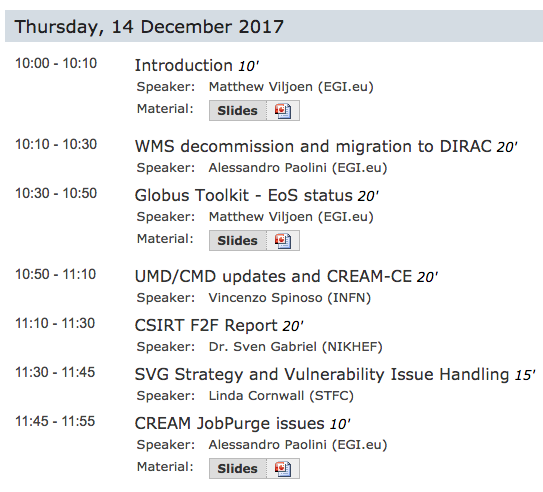 Thursday, 14 December 2017
10:00 - 10:10 Introduction 10'
Speaker: Matthew Viljoen (EGI.eu)
Material: Slides
10:10 - 10:30 WMS decommission and migration to DIRAC 20'
Speaker: Alessandro Paolini (EGI.eu)
10:30 - 10:50 Globus Toolkit - EoS status 20'
Speaker: Matthew Viljoen (EGI.eu)
Material: Slides
10:50 - 11:10 UMD/CMD updates and CREAM-CE 20'
Speaker: Vincenzo Spinoso (INFN)
11:10 - 11:30 CSIRT F2F Report 20'
Speaker: Dr. Sven Gabriel (NIKHEF)
11:30 - 11:45 SVG Strategy and Vulnerability Issue Handling 15'
Speaker: Linda Cornwall (STFC)
11:45 - 11:55 CREAM JobPurge issues 10'
Speaker: Alessandro Paolini (EGI.eu)
Material: Slides